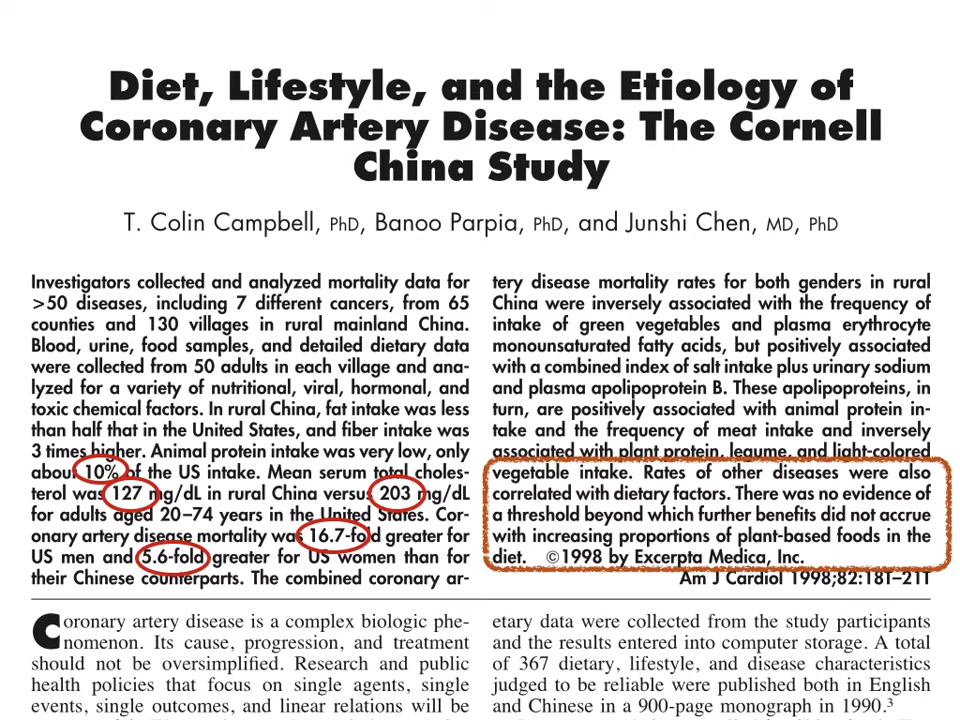 Diet, Lifestyle, and the Etiology of
Coronary Artery Disease: The Cornell
China Study
T. Colin Campbell, PhD, Banoo Parpia, PhD, and Junshi Chen, MD, PhD
Investigators collected and analyzed mortality data for
>50 diseases, including 7 different cancers, from 65
counties and 130 villages in rural mainland China.
Blood, urine, food samples, and detailed dietary data
were collected from 50 adults in each village and ana-
lyzed for a variety of nutritional, viral, hormonal, and
toxic chemical factors. In rural China, fat intake was less
than half that in the United States, and fiber intake was
3 times higher. Animal protein intake was very low, only
about 10% of the US intake. Mean serum total choles-
terol was 127 mg/dL in rural China versus 203 mg/dL
for adults aged 20–74 years in the United States. Cor-
onary artery disease mortality was 16.7-fold greater for
US men and 5.6-fold greater for US women than for
their Chinese counterparts. The combined coronary ar-
tery disease mortality rates for both genders in rural
China were inversely associated with the frequency of
intake of green vegetables and plasma erythrocyte
monounsaturated fatty acids, but positively associated
with a combined index of salt intake plus urinary sodium
and plasma apolipoprotein B. These apolipoproteins, in
turn, are positively associated with animal protein in-
take and the frequency of meat intake and inversely
associated with plant protein, legume, and light-colored
vegetable intake. Rates of other diseases were also
correlated with dietary factors. There was no evidence of
a threshold beyond which further benefits did not accrue
with increasing proportions of plant-based foods in the
diet. ©1998 by Excerpta Medica, Inc.
Am J Cardiol 1998;82:18T–21T
Coronary artery disease is a complex biologic phe-
nomenon. Its cause, progression, and treatment
should not be oversimplified. Research and public
health policies that focus on single agents, single
events, single outcomes, and linear relations will be
etary data were collected from the study participants
and the results entered into computer storage. A total
of 367 dietary, lifestyle, and disease characteristics
judged to be reliable were published both in English
and Chinese in a 900-page monograph in 1990.³